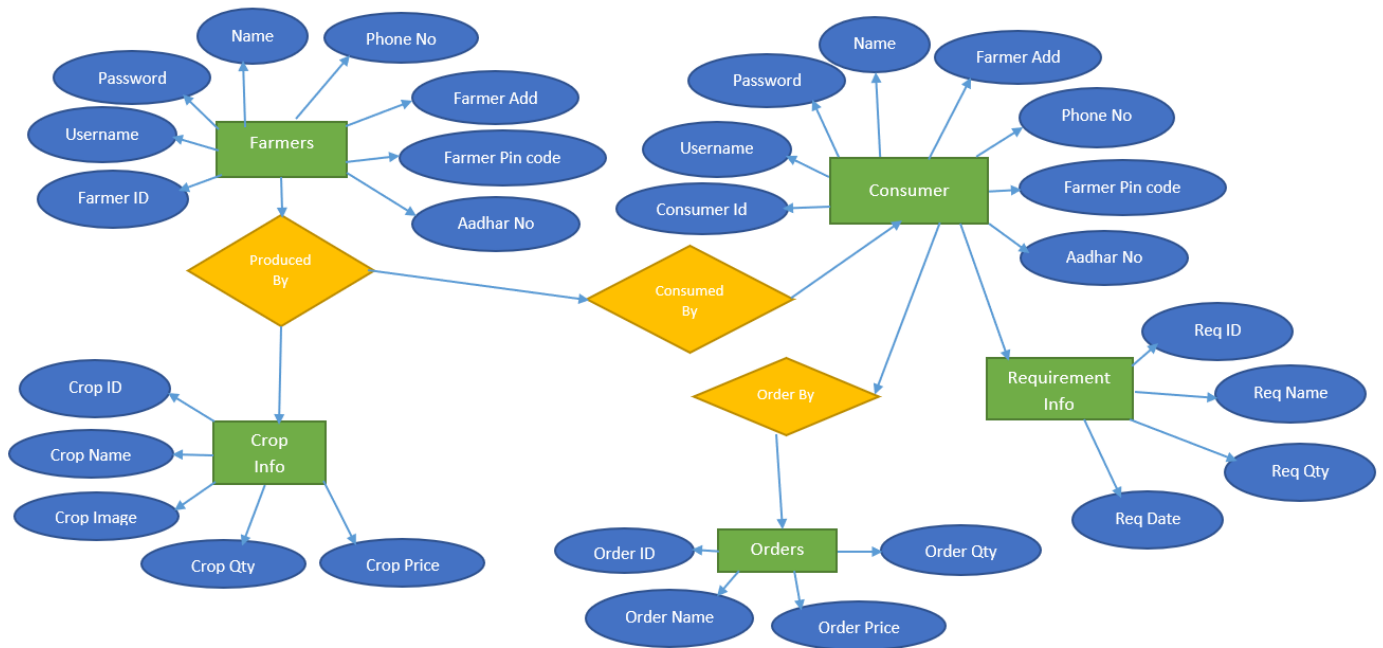 Name
Phone No
Password
Farmer Add
Username
Farmers
Farmer Pin code
Farmer ID
Aadhar No
Produced
By
Consumed
By
Name
Farmer Add
Password
Phone No
Username
Consumer
Farmer Pin code
Consumer Id
Aadhar No
Order By
Requirement
Info
Req ID
Req Name
Req Qty
Req Date
Crop ID
Crop
Info
Crop Name
Crop Image
Crop Qty
Crop Price
Orders
Order ID
Order Qty
Order Name
Order Price